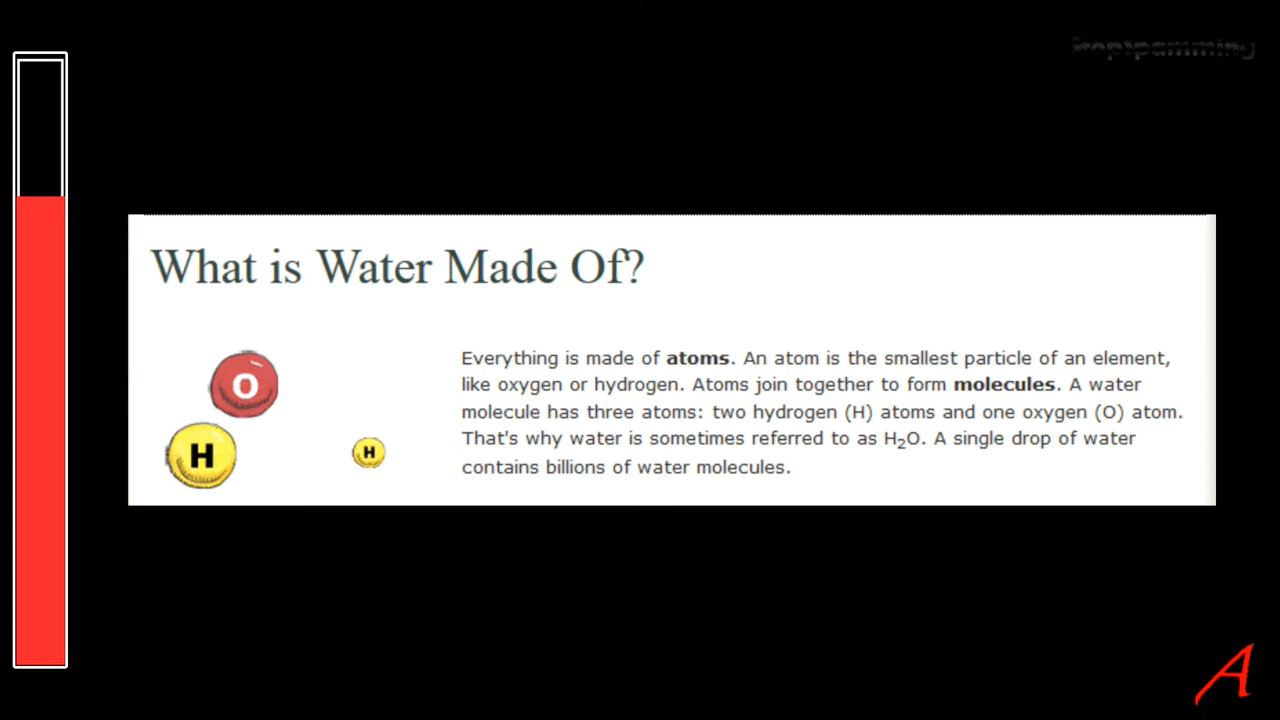 What is Water Made Of?
O
H
H
Everything is made of atoms. An atom is the smallest particle of an element,
like oxygen or hydrogen. Atoms join together to form molecules. A water
molecule has three atoms: two hydrogen (H) atoms and one oxygen (O) atom.
That's why water is sometimes referred to as H₂O. A single drop of water
contains billions of water molecules.
A